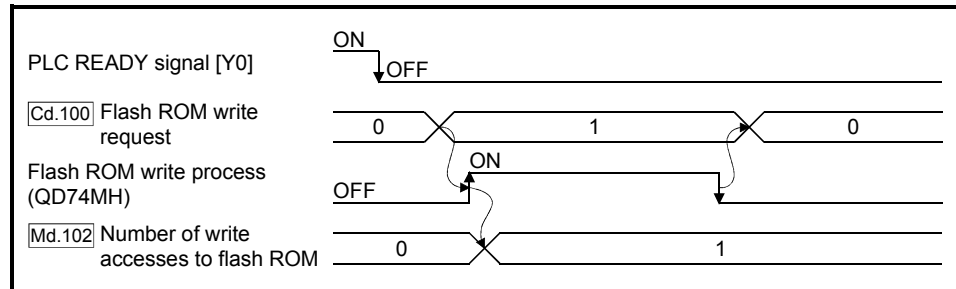 ON
PLC READY signal [Y0]
OFF
Cd.100 Flash ROM write
request
0 1 0
Flash ROM write process
(QD74MH)
ON
OFF
Md.102 Number of write
accesses to flash ROM
0 1